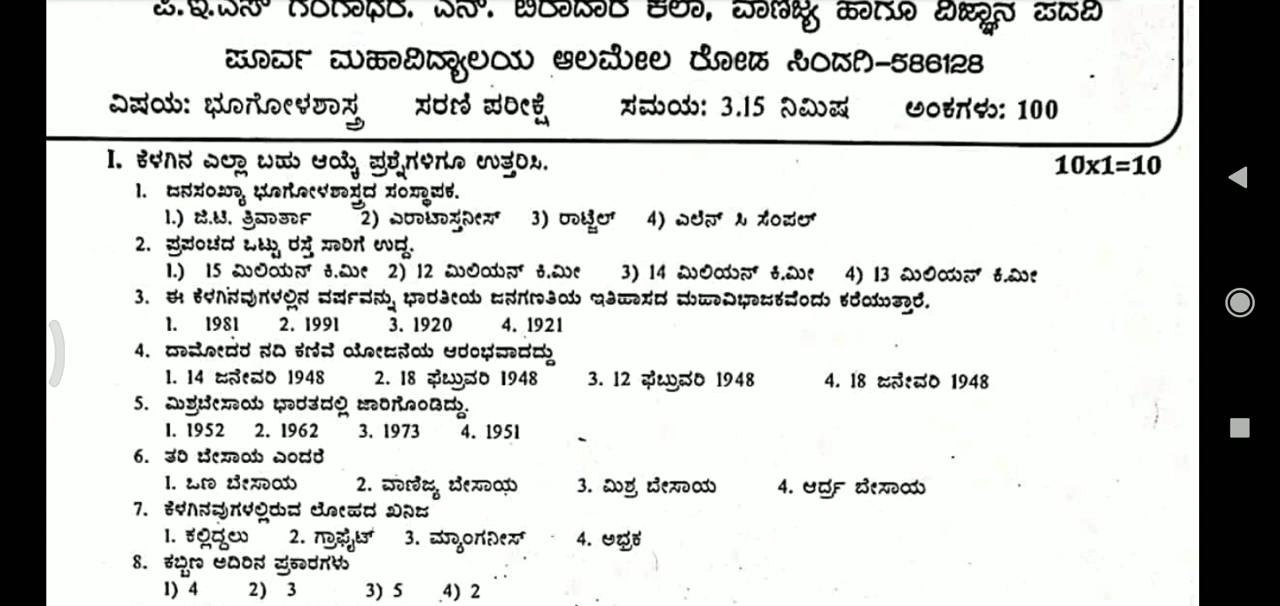 ಪಿ.ಇ.ಎಸ್ ಗಂಗಾಧರ. ಎನ್. ಬಿರಾದಾರ ಕಲಾ, ವಾಣಿಜ್ಯ ಹಾಗೂ ವಿಜ್ಞಾನ ಪದವಿ
ಪೂರ್ವ ಮಹಾವಿದ್ಯಾಲಯ ಆಲಮೇಲ ರೋಡ ಸಿಂದಗಿ-586128
ವಿಷಯ: ಭೂಗೋಳಶಾಸ್ತ್ರ ಸರಣಿ ಪರೀಕ್ಷೆ ಸಮಯ: 3.15 ನಿಮಿಷ ಅಂಕಗಳು: 100
I. ಕೆಳಗಿನ ಎಲ್ಲಾ ಬಹು ಆಯ್ಕೆ ಪ್ರಶ್ನೆಗಳಿಗೂ ಉತ್ತರಿಸಿ. 10x1=10
1. ಜನಸಂಖ್ಯಾ ಭೂಗೋಳಶಾಸ್ತ್ರದ ಸಂಸ್ಥಾಪಕ.
1.) ಜಿ.ಟಿ. ತ್ರಿವಾರ್ತಾ 2) ಎರಾಟಾಸ್ತನೀಸ್ 3) ರಾಟ್ಜೆಲ್ 4) ಎಲೆನ್ ಸಿ ಸೆಂಪಲ್
2. ಪ್ರಪಂಚದ ಒಟ್ಟು ರಸ್ತೆ ಸಾರಿಗೆ ಉದ್ದ.
1.) 15 ಮಿಲಿಯನ್ ಕಿ.ಮೀ 2) 12 ಮಿಲಿಯನ್ ಕಿ.ಮೀ 3) 14 ಮಿಲಿಯನ್ ಕಿ.ಮೀ 4) 13 ಮಿಲಿಯನ್ ಕಿ.ಮೀ
3. ಈ ಕೆಳಗಿನವುಗಳಲ್ಲಿನ ವರ್ಷವನ್ನು ಭಾರತೀಯ ಜನಗಣತಿಯ ಇತಿಹಾಸದ ಮಹಾವಿಭಾಜಕವೆಂದು ಕರೆಯುತ್ತಾರೆ.
1. 1981 2. 1991 3. 1920 4. 1921
4. ದಾಮೋದರ ನದಿ ಕಣಿವೆ ಯೋಜನೆಯ ಆರಂಭವಾದದ್ದು
1. 14 ಜನೇವರಿ 1948 2. 18 ಫೆಬ್ರುವರಿ 1948 3. 12 ಫೆಬ್ರುವರಿ 1948 4. 18 ಜನೇವರಿ 1948
5. ಮಿಶ್ರಬೇಸಾಯ ಭಾರತದಲ್ಲಿ ಜಾರಿಗೊಂಡಿದ್ದು.
1. 1952 2. 1962 3. 1973 4. 1951
6. ತರಿ ಬೇಸಾಯ ಎಂದರೆ
1. ಒಣ ಬೇಸಾಯ 2. ವಾಣಿಜ್ಯ ಬೇಸಾಯ 3. ಮಿಶ್ರ ಬೇಸಾಯ 4. ಆರ್ದ್ರ ಬೇಸಾಯ
7. ಕೆಳಗಿನವುಗಳಲ್ಲಿರುವ ಲೋಹದ ಖನಿಜ
1. ಕಲ್ಲಿದ್ದಲು 2. ಗ್ರಾಫೈಟ್ 3. ಮ್ಯಾಂಗನೀಸ್ 4. ಅಭ್ರಕ
8. ಕಬ್ಬಿಣ ಅದಿರಿನ ಪ್ರಕಾರಗಳು
1) 4 2) 3 3) 5 4) 2